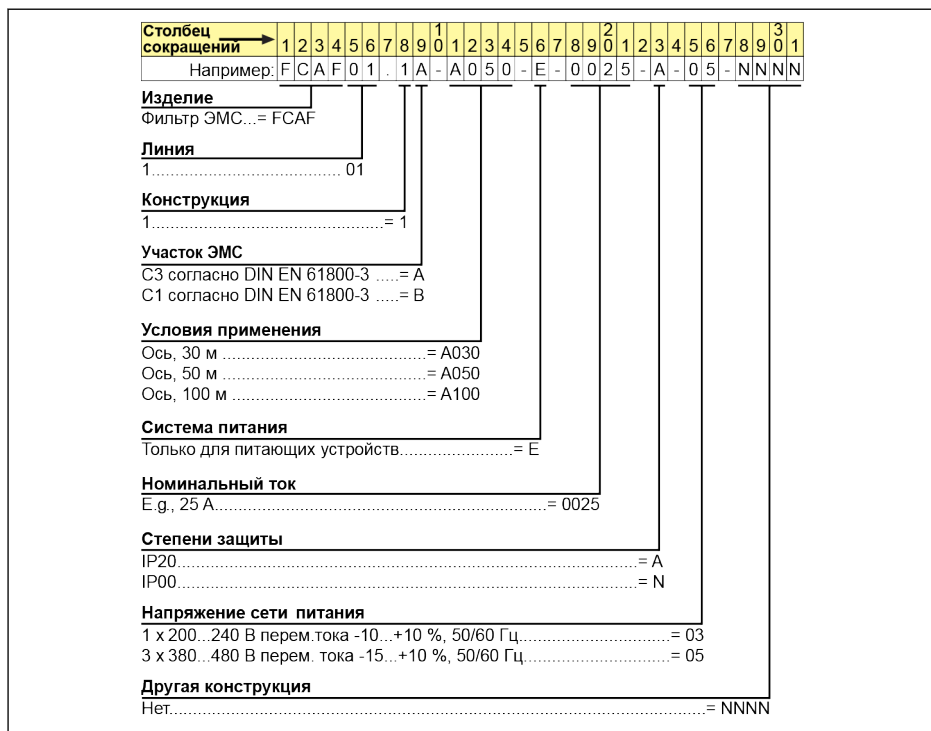 Столбец
сокращений 1 2 3 4 5 6 7 8 9 10 1 2 3 4 5 6 7 8 9 20 1 2 3 4 5 6 7 8 9 30 1
Например: F C A F 0 1 . 1 A - A 0 5 0 - E - 0 0 2 5 - A - 0 5 - N N N N
Изделие
Фильтр ЭМС...= FCAF
Линия
1.................................... 01
Конструкция
1............................................= 1
Участок ЭМС
C3 согласно DIN EN 61800-3 .....= A
C1 согласно DIN EN 61800-3 .....= B
Условия применения
Ось, 30 м .......................................= A030
Ось, 50 м .......................................= A050
Ось, 100 м .....................................= A100
Система питания
Только для питающих устройств........................= E
Номинальный ток
E.g., 25 A...............................................................= 0025
Степени защиты
IP20.......................................................................................= A
IP00.......................................................................................= N
Напряжение сети питания
1 x 200...240 В перем.тока -10...+10 %, 50/60 Гц.............................= 03
3 x 380...480 В перем. тока -15...+10 %, 50/60 Гц............................= 05
Другая конструкция
Нет......................................................................................................= NNNN